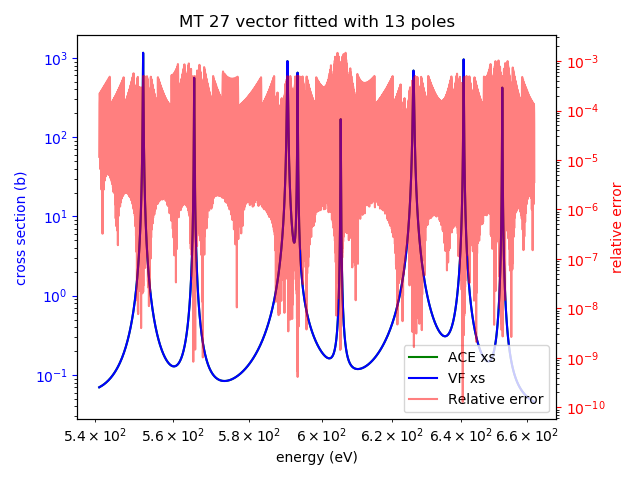 MT 27 vector fitted with 13 poles
cross section (b)
10³
10²
10¹
10⁰
10⁻¹
10⁻³
10⁻⁴
10⁻⁵
10⁻⁶
10⁻⁷
10⁻⁸
10⁻⁹
10⁻¹⁰
relative error
ACE xs
VF xs
Relative error
5.4 × 10² 5.6 × 10² 5.8 × 10² 6 × 10² 6.2 × 10² 6.4 × 10² 6.6 × 10²
energy (eV)